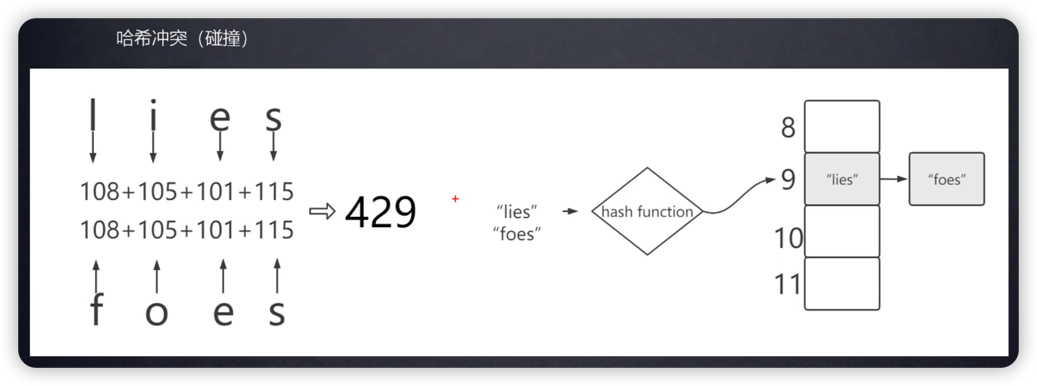 哈希冲突（碰撞）
l i e s
108+105+101+115
108+105+101+115
⇨ 429
f o e s
"lies"
"foes"
hash function
8
9 "lies" "foes"
10
11